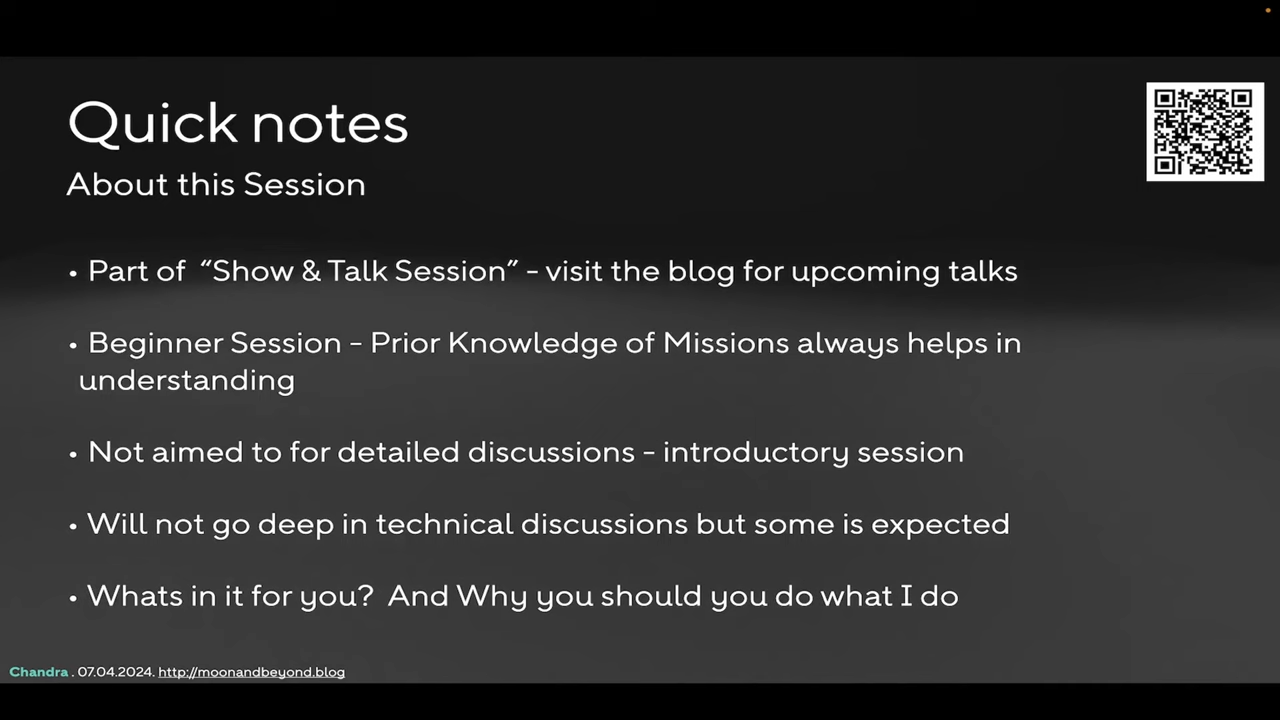 Quick notes
About this Session
• Part of “Show & Talk Session” - visit the blog for upcoming talks
• Beginner Session - Prior Knowledge of Missions always helps in
understanding
• Not aimed to for detailed discussions - introductory session
• Will not go deep in technical discussions but some is expected
• Whats in it for you? And Why you should you do what I do
Chandra . 07.04.2024. http://moonandbeyond.blog